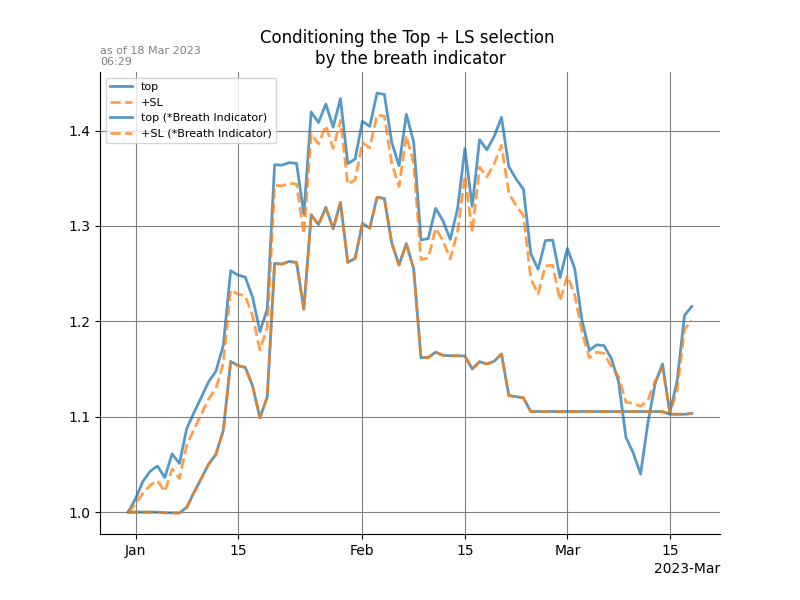 Conditioning the Top + LS selection
by the breath indicator
as of 18 Mar 2023
06:29
top
+SL
top (*Breath Indicator)
+SL (*Breath Indicator)
1.4
1.3
1.2
1.1
1.0
Jan 15 Feb 15 Mar 15
2023-Mar